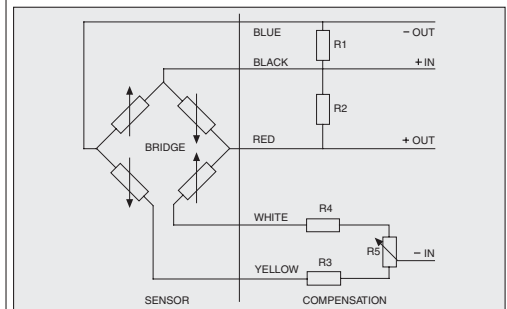 BLUE
− OUT
R1
BLACK
+ IN
R2
BRIDGE
RED
+ OUT
WHITE
R4
R5
− IN
YELLOW
R3
SENSOR
COMPENSATION